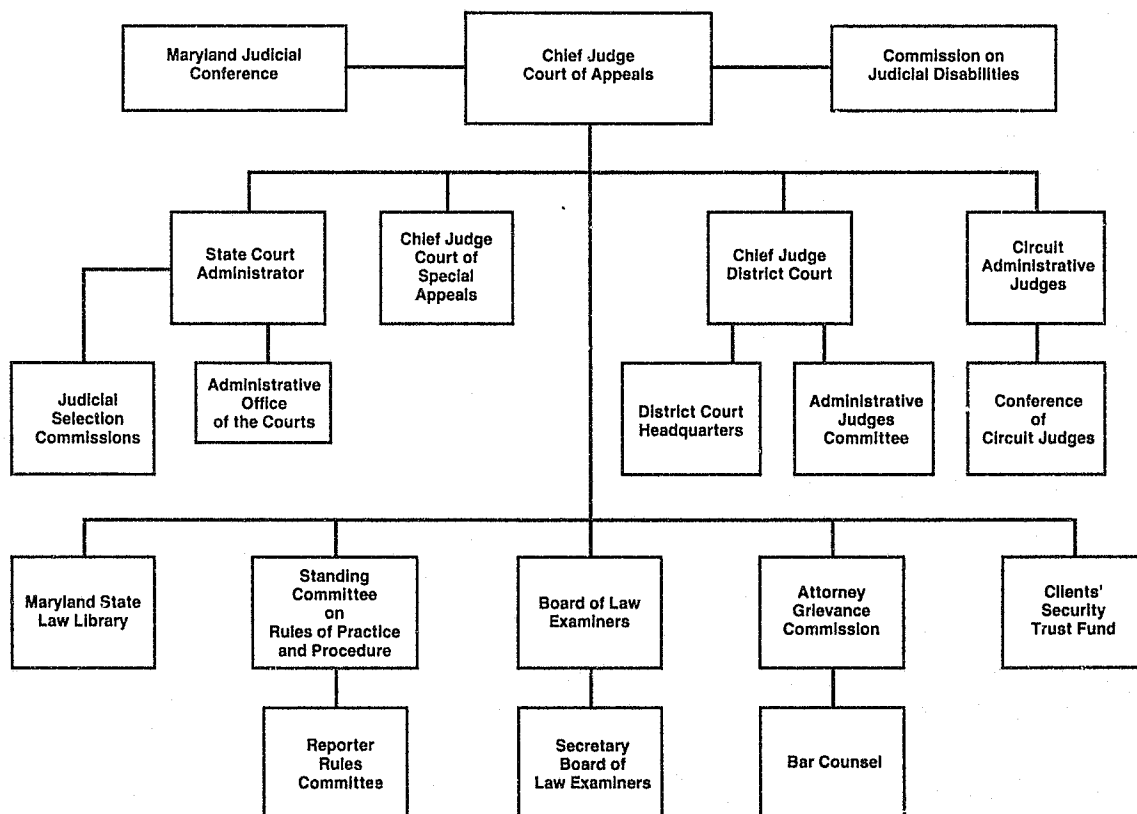 Maryland Judicial
Conference
Chief Judge
Court of Appeals
Commission on
Judicial Disabilities
State Court
Administrator
Chief Judge
Court of
Special
Appeals
Chief Judge
District Court
Circuit
Administrative
Judges
Judicial
Selection
Commissions
Administrative
Office
of the Courts
District Court
Headquarters
Administrative
Judges
Committee
Conference
of
Circuit Judges
Maryland State
Law Library
Standing
Committee
on
Rules of Practice
and Procedure
Board of Law
Examiners
Attorney
Grievance
Commission
Clients'
Security
Trust Fund
Reporter
Rules
Committee
Secretary
Board of
Law Examiners
Bar Counsel